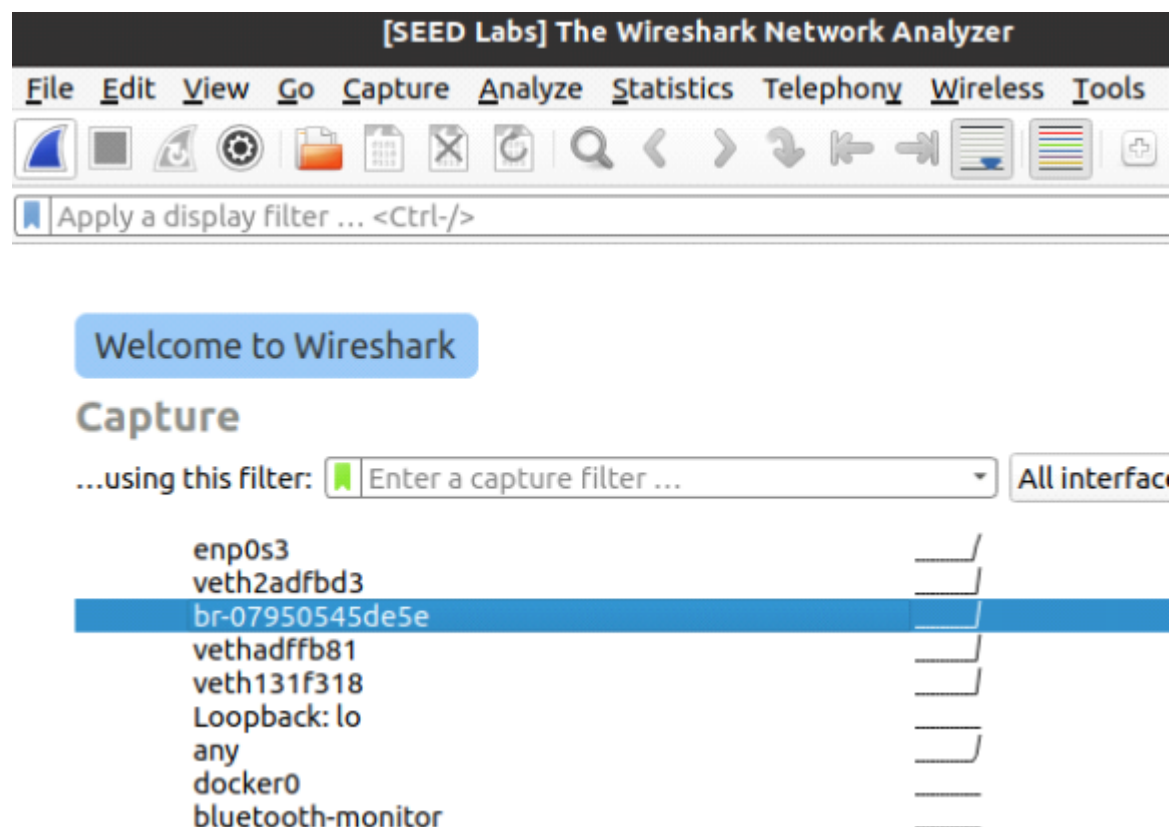 [SEED Labs] The Wireshark Network Analyzer
File Edit View Go Capture Analyze Statistics Telephony Wireless Tools
Apply a display filter … <Ctrl-/>
Welcome to Wireshark
Capture
…using this filter: Enter a capture filter … All interface
enp0s3
veth2adfbd3
br-07950545de5e
vethadffb81
veth131f318
Loopback: lo
any
docker0
bluetooth-monitor